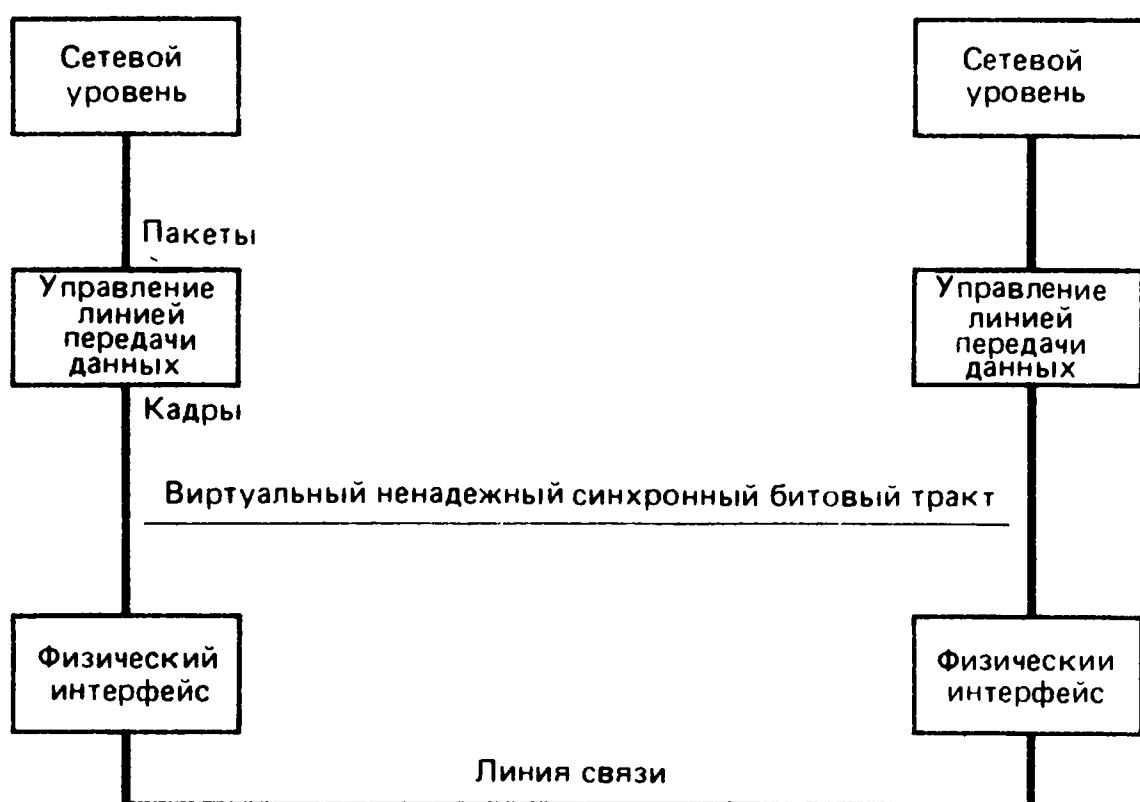 Сетевой
уровень
Сетевой
уровень
Пакеты
Управление
линией
передачи
данных
Управление
линией
передачи
данных
Кадры
Виртуальный ненадежный синхронный битовый тракт
Физический
интерфейс
Физическии
интерфейс
Линия связи